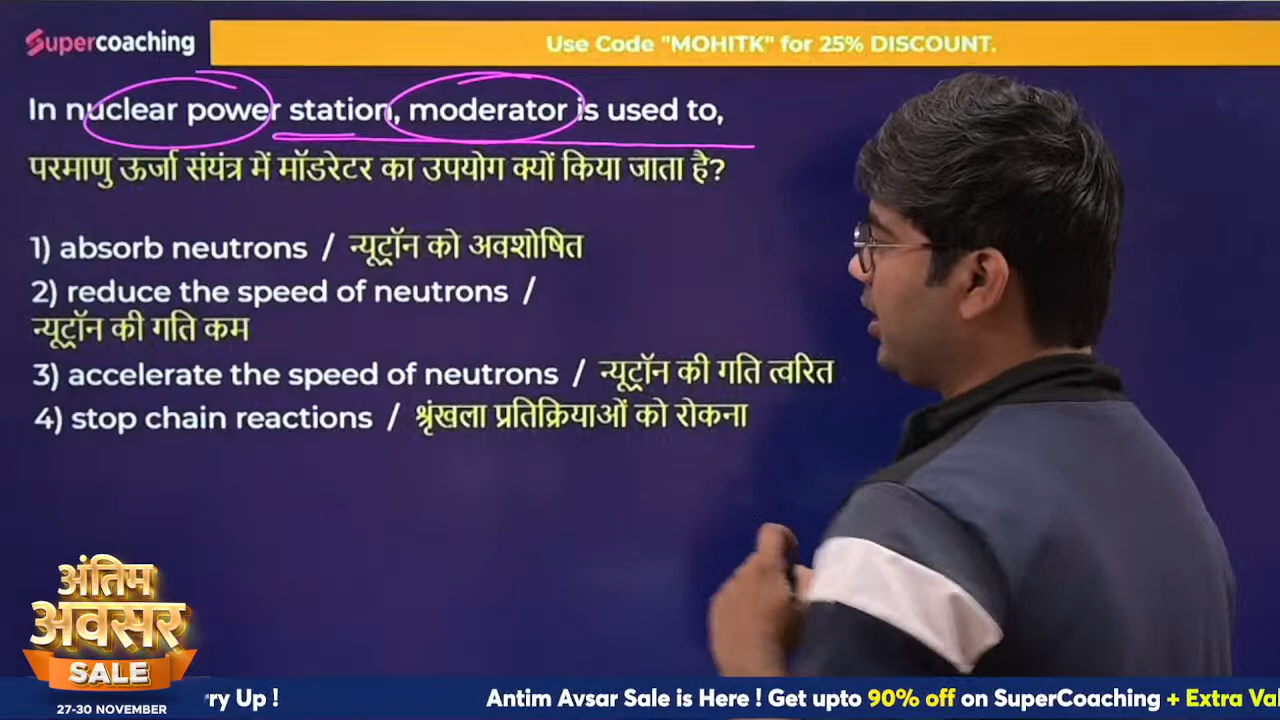 Supercoaching
Use Code "MOHITK" for 25% DISCOUNT.
In nuclear power station, moderator is used to,
परमाणु ऊर्जा संयंत्र में मॉडरेटर का उपयोग क्यों किया जाता है?
1) absorb neutrons / न्यूट्रॉन को अवशोषित
2) reduce the speed of neutrons /
न्यूट्रॉन की गति कम
3) accelerate the speed of neutrons / न्यूट्रॉन की गति त्वरित
4) stop chain reactions / श्रृंखला प्रतिक्रियाओं को रोकना
अंतिम
अवसर
SALE
27-30 NOVEMBER
rry Up ! Antim Avsar Sale is Here ! Get upto 90% off on SuperCoaching + Extra Va